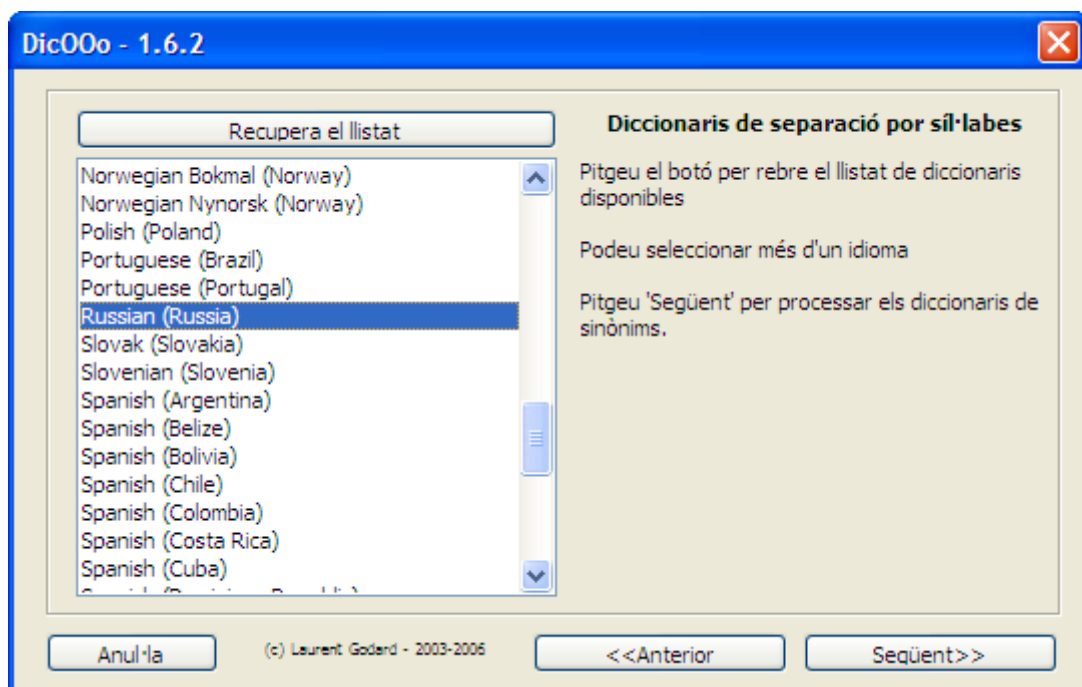 DicOOo - 1.6.2
Recupera el llistat
Norwegian Bokmal (Norway)
Norwegian Nynorsk (Norway)
Polish (Poland)
Portuguese (Brazil)
Portuguese (Portugal)
Russian (Russia)
Slovak (Slovakia)
Slovenian (Slovenia)
Spanish (Argentina)
Spanish (Belize)
Spanish (Bolivia)
Spanish (Chile)
Spanish (Colombia)
Spanish (Costa Rica)
Spanish (Cuba)
Diccionaris de separació por síl·labes
Pitgeu el botó per rebre el llistat de diccionaris
disponibles
Podeu seleccionar més d'un idioma
Pitgeu 'Següent' per processar els diccionaris de
sinònims.
Anul·la
(c) Laurent Godard - 2003-2006
<<Anterior
Següent>>